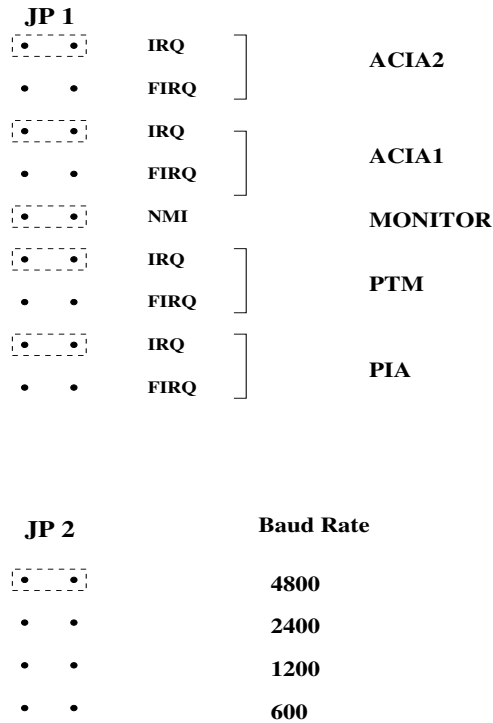 JP 1
IRQ
ACIA2
FIRQ
IRQ
ACIA1
FIRQ
NMI MONITOR
IRQ
PTM
FIRQ
IRQ
PIA
FIRQ
JP 2 Baud Rate
4800
2400
1200
600